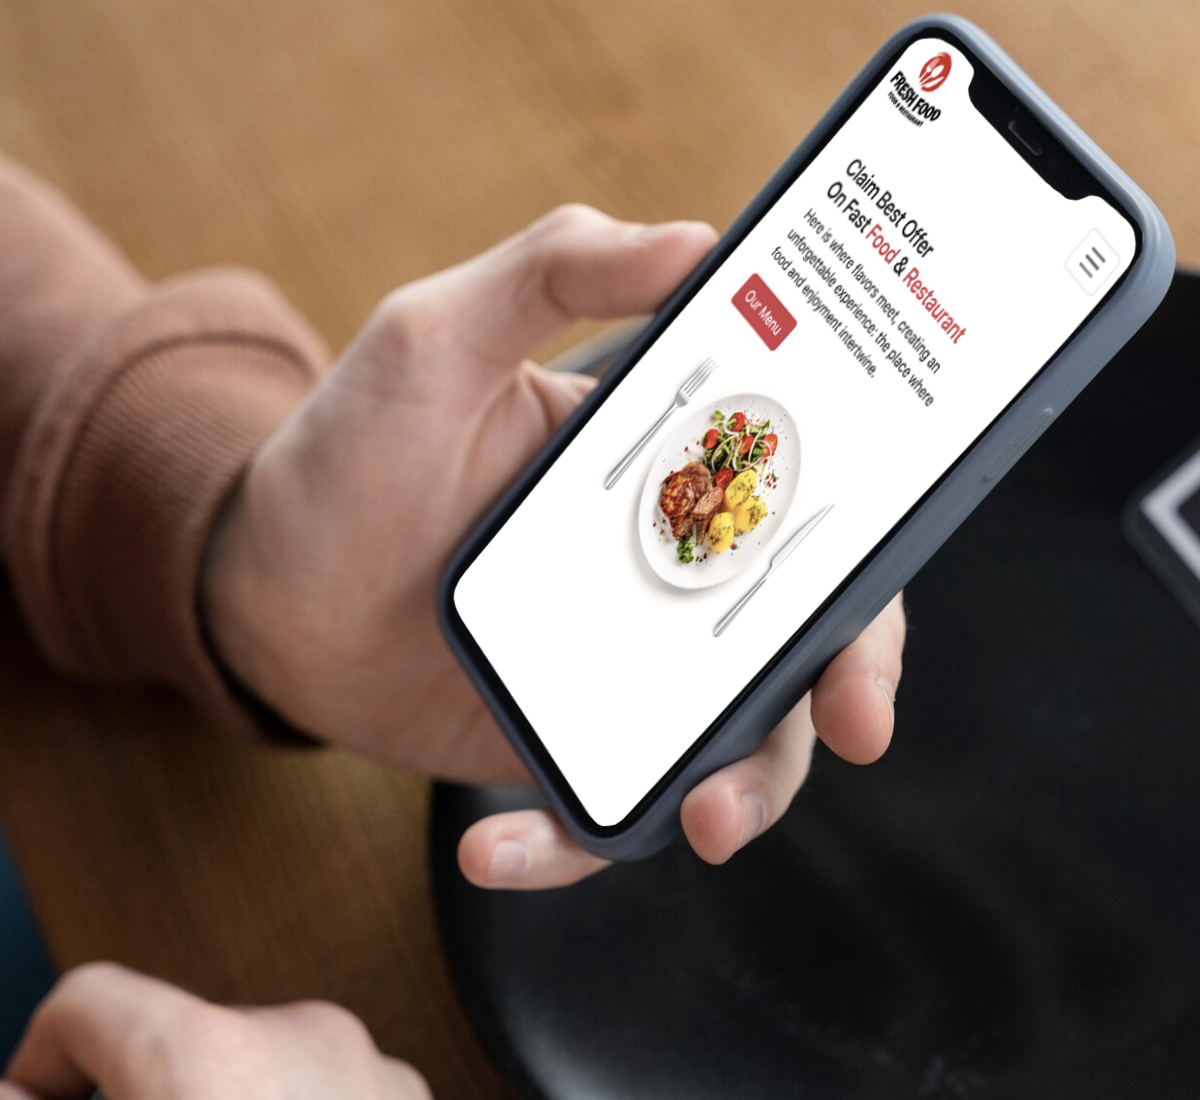 FRESH FOOD
FOOD & RESTAURANT
Claim Best Offer
On Fast Food & Restaurant
Here is where flavors meet, creating an
unforgettable experience; the place where
food and enjoyment intertwine.
Our Menu